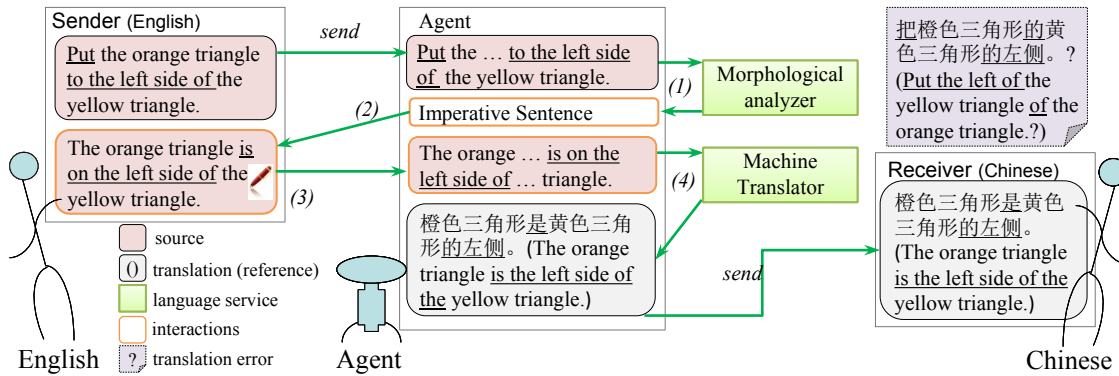 Sender (English)
Put the orange triangle
to the left side of the
yellow triangle.
The orange triangle is
on the left side of the
yellow triangle.
send
(2)
(3)
Agent
Put the … to the left side
of the yellow triangle.
Imperative Sentence
The orange … is on the
left side of … triangle.
橙色三角形是黄色三角
形的左侧。(The orange
triangle is the left side of
the yellow triangle.)
(1)
Morphological
analyzer
(4)
Machine
Translator
send
把橙色三角形的黄
色三角形的左侧。?
(Put the left of the
yellow triangle of the
orange triangle.?)
Receiver (Chinese)
橙色三角形是黄色
三角形的左侧。
(The orange triangle
is the left side of the
yellow triangle.)
source
() translation (reference)
language service
interactions
? translation error
English
Agent
Chinese